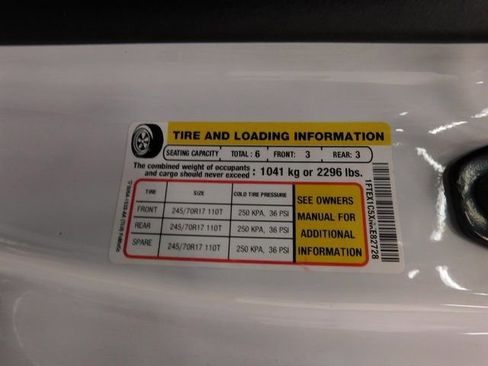 TIRE AND LOADING INFORMATION
SEATING CAPACITY TOTAL: 6 FRONT: 3 REAR: 3
The combined weight of occupants
and cargo should never exceed : 1041 kg or 2296 lbs.
TIRE SIZE COLD TIRE PRESSURE
FRONT 245/70R17 110T 250 KPA, 36 PSI
REAR 245/70R17 110T 250 KPA, 36 PSI
SPARE 245/70R17 110T 250 KPA, 36 PSI
SEE OWNERS
MANUAL FOR
ADDITIONAL
INFORMATION